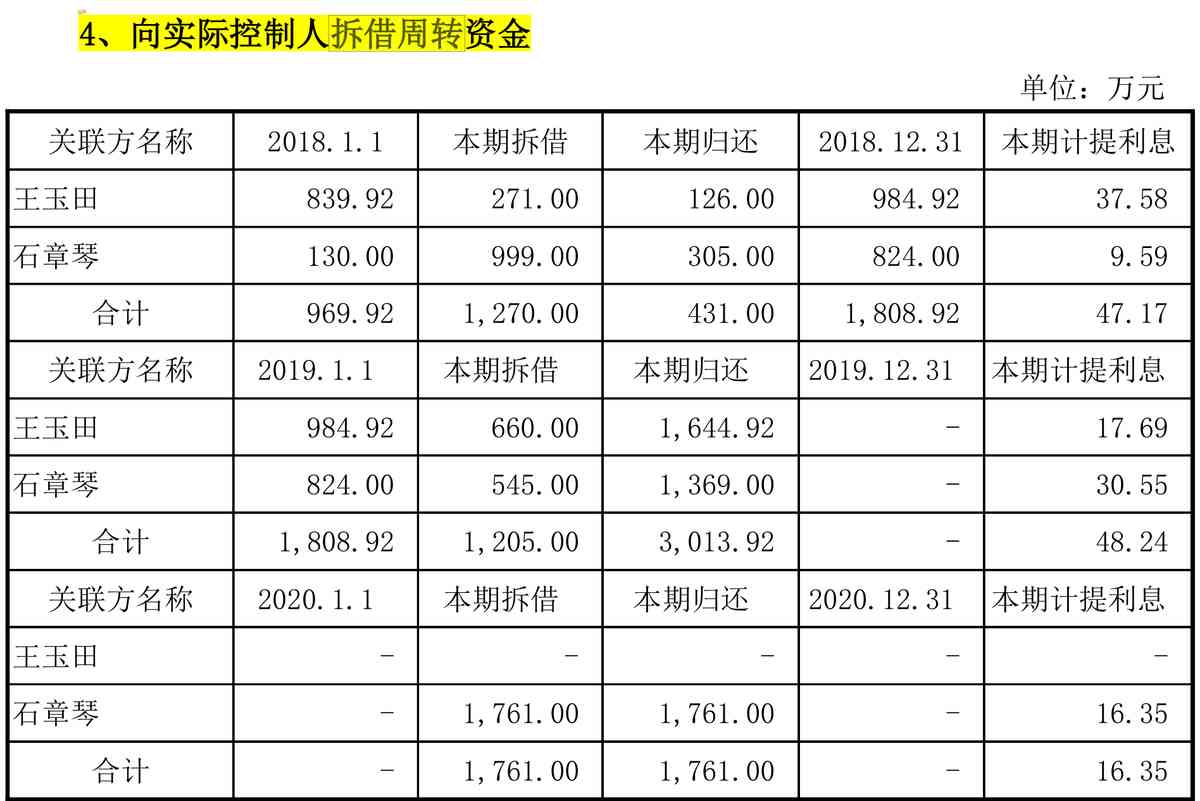 4、向实际控制人拆借周转资金
单位：万元
关联方名称 2018.1.1 本期拆借 本期归还 2018.12.31 本期计提利息
王玉田 839.92 271.00 126.00 984.92 37.58
石章琴 130.00 999.00 305.00 824.00 9.59
合计 969.92 1,270.00 431.00 1,808.92 47.17
关联方名称 2019.1.1 本期拆借 本期归还 2019.12.31 本期计提利息
王玉田 984.92 660.00 1,644.92 - 17.69
石章琴 824.00 545.00 1,369.00 - 30.55
合计 1,808.92 1,205.00 3,013.92 - 48.24
关联方名称 2020.1.1 本期拆借 本期归还 2020.12.31 本期计提利息
王玉田 - - - - -
石章琴 - 1,761.00 1,761.00 - 16.35
合计 - 1,761.00 1,761.00 - 16.35